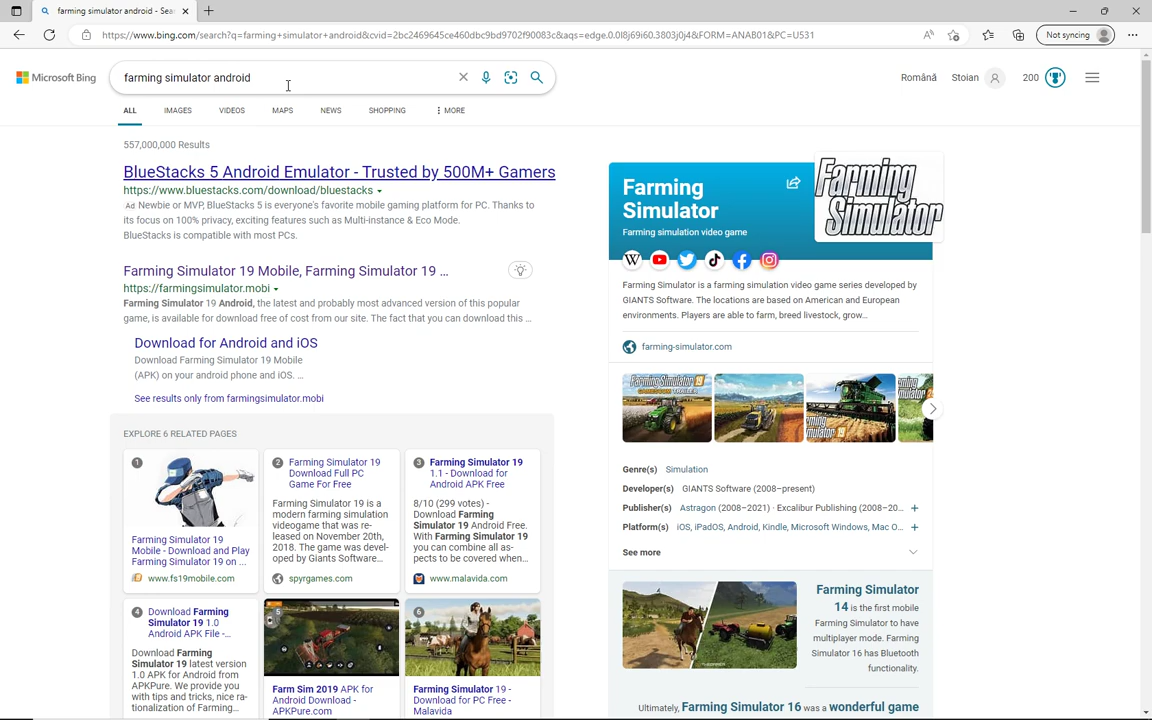 farming simulator android - Sea
https://www.bing.com/search?q=farming+simulator+android&cvid=2bc2469645ce460dbc9bd9702f90083c&aqs=edge.0.0l8j69i60.3803j0j4&FORM=ANAB01&PC=U531
Not syncing
Microsoft Bing
farming simulator android
Română
Stoian
200
ALL
IMAGES
VIDEOS
MAPS
NEWS
SHOPPING
MORE
557,000,000 Results
BlueStacks 5 Android Emulator - Trusted by 500M+ Gamers
https://www.bluestacks.com/download/bluestacks
Ad Newbie or MVP, BlueStacks 5 is everyone's favorite mobile gaming platform for PC. Thanks to
its focus on 100% privacy, exciting features such as Multi-instance & Eco Mode.
BlueStacks is compatible with most PCs.
Farming Simulator 19 Mobile, Farming Simulator 19 ...
https://farmingsimulator.mobi
Farming Simulator 19 Android, the latest and probably most advanced version of this popular
game, is available for download free of cost from our site. The fact that you can download this ...
Download for Android and iOS
Download Farming Simulator 19 Mobile
(APK) on your android phone and iOS. ...
See results only from farmingsimulator.mobi
EXPLORE 6 RELATED PAGES
1
Farming Simulator 19
Mobile - Download and Play
Farming Simulator 19 on ...
www.fs19mobile.com
2
Farming Simulator 19
Download Full PC
Game For Free
Farming Simulator 19 is a
modern farming simulation
videogame that was re-
leased on November 20th,
2018. The game was devel-
oped by Giants Software...
spyrgames.com
3
Farming Simulator 19
1.1 - Download for
Android APK Free
8/10 (299 votes) -
Download Farming
Simulator 19 Android Free.
With Farming Simulator 19
you can combine all as-
pects to be covered when...
www.malavida.com
4
Download Farming
Simulator 19 1.0
Android APK File -...
Download Farming
Simulator 19 latest version
1.0 APK for Android from
APKPure. We provide you
with tips and tricks, nice ra-
tionalization of Farming...
5
Farm Sim 2019 APK for
Android Download -
APKPure.com
6
Farming Simulator 19 -
Download for PC Free -
Malavida
Farming
Simulator
Farming simulation video game
Farming
Simulator
Farming Simulator is a farming simulation video game series developed by
GIANTS Software. The locations are based on American and European
environments. Players are able to farm, breed livestock, grow...
farming-simulator.com
Genre(s) Simulation
Developer(s) GIANTS Software (2008–present)
Publisher(s) Astragon (2008–2021) · Excalibur Publishing (2008–20...
Platform(s) iOS, iPadOS, Android, Kindle, Microsoft Windows, Mac O...
See more
Farming Simulator
14 is the first mobile
Farming Simulator to have
multiplayer mode. Farming
Simulator 16 has Bluetooth
functionality.
Ultimately, Farming Simulator 16 was a wonderful game